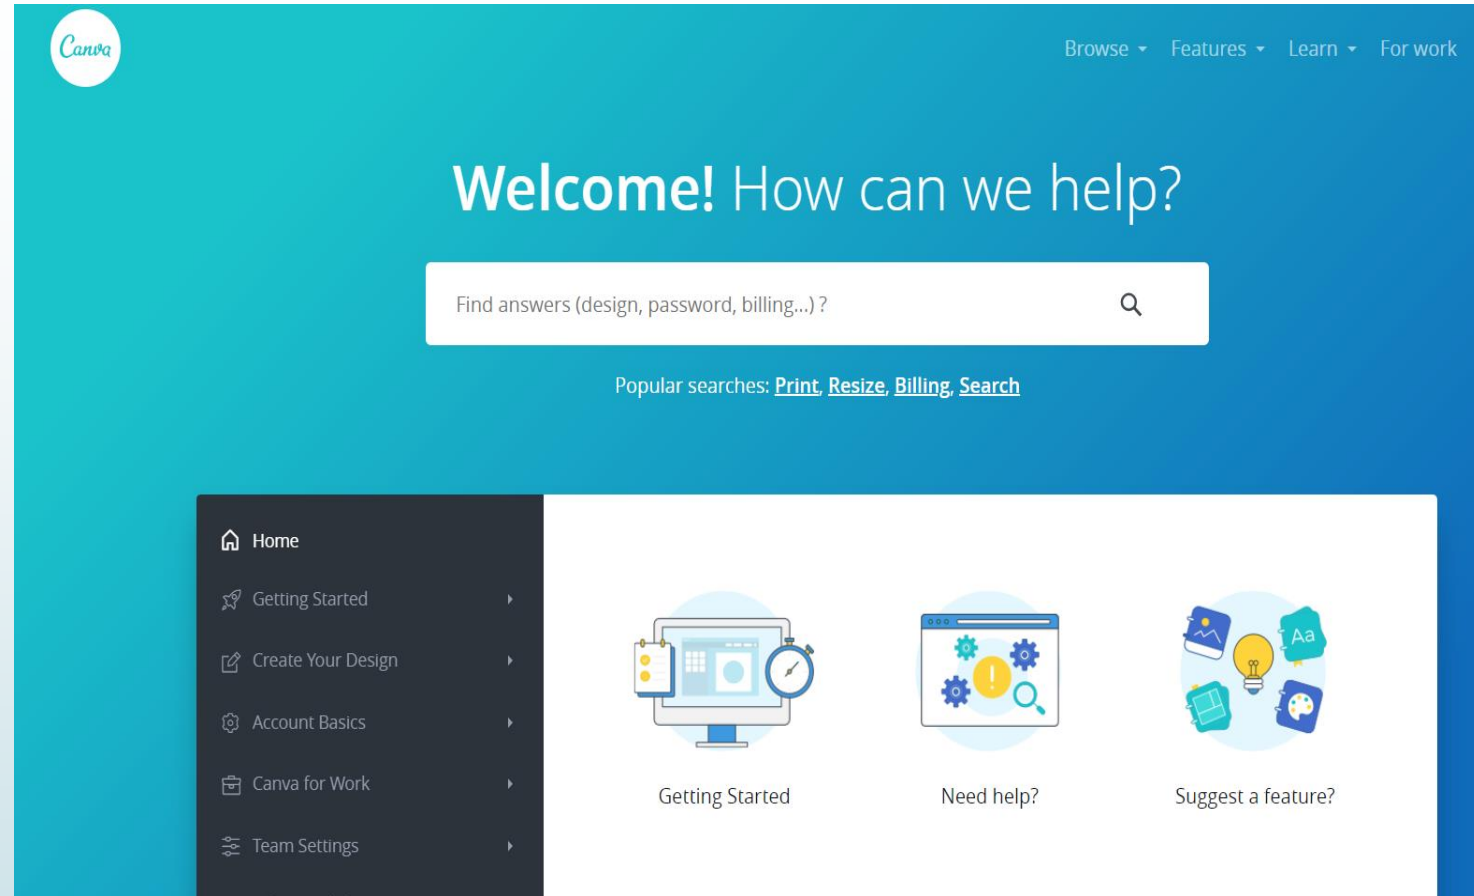 Canva
Browse Features Learn For work
Welcome! How can we help?
Find answers (design, password, billing...) ?
Popular searches: Print, Resize, Billing, Search
Home
Getting Started
Create Your Design
Account Basics
Canva for Work
Team Settings
Aa
Getting Started
Need help?
Suggest a feature?